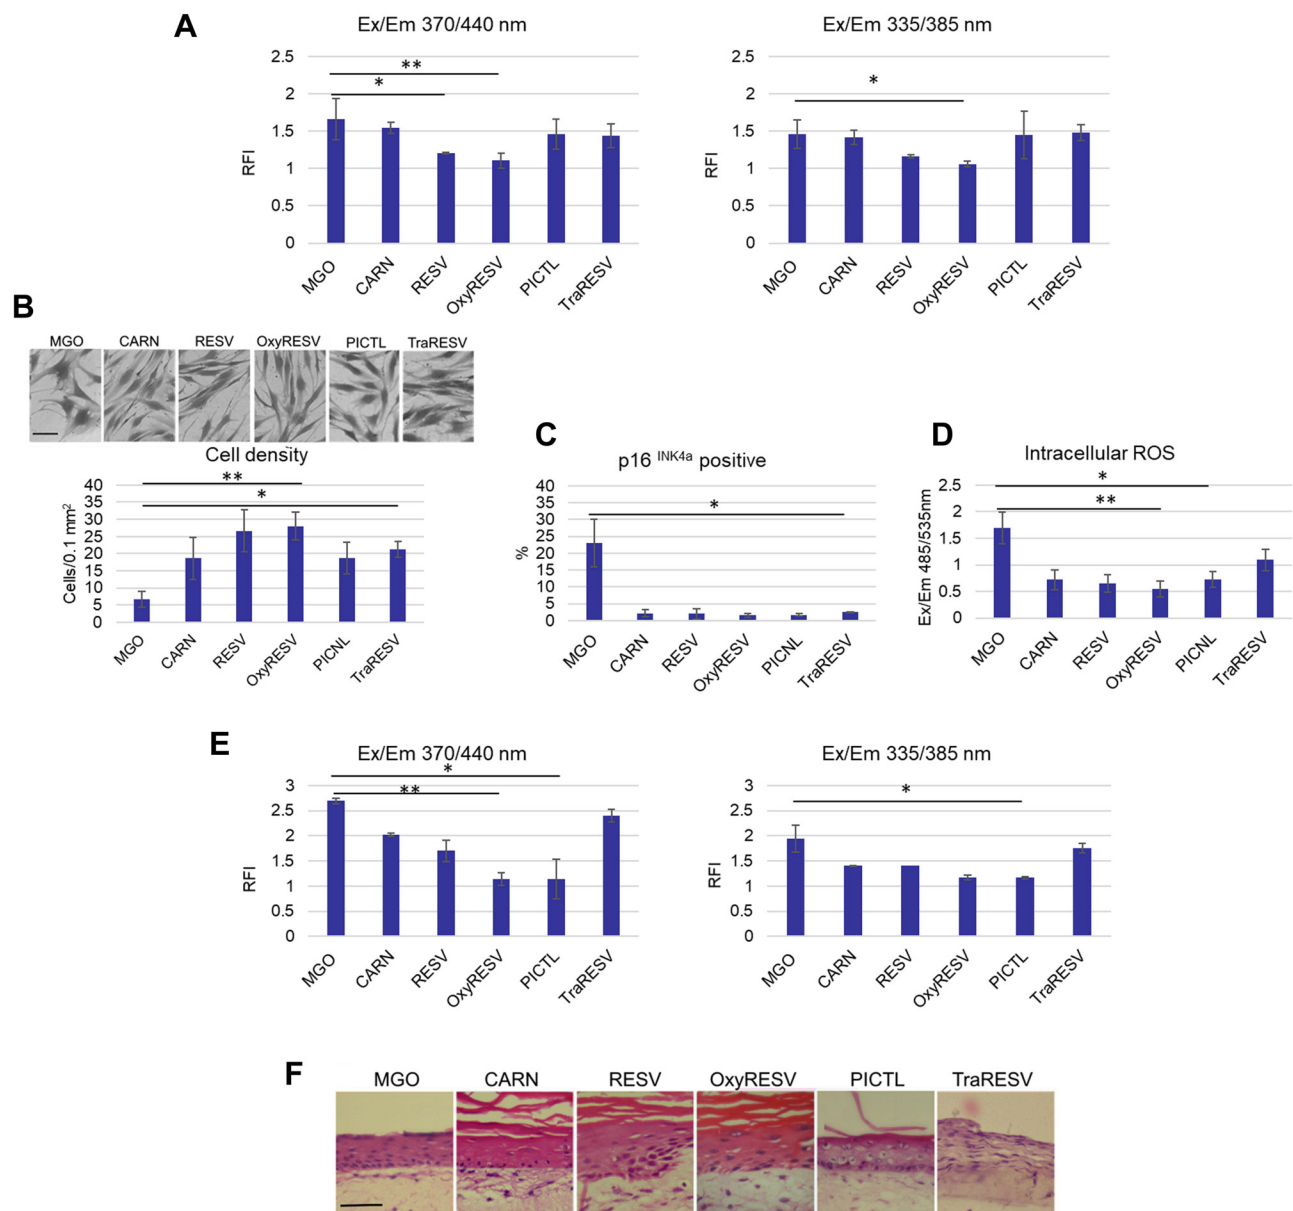 A
Ex/Em 370/440 nm
Ex/Em 335/385 nm
2.5
2
1.5
1
0.5
0
RFI
**
*
MGO
CARN
RESV
OxyRESV
PICTL
TraRESV
2.5
2
1.5
1
0.5
0
RFI
*
MGO
CARN
RESV
OxyRESV
PICTL
TraRESV
B
MGO CARN RESV OxyRESV PICTL TraRESV
Cell density
40
35
30
25
20
15
10
5
0
Cells/0.1 mm²
**
*
MGO
CARN
RESV
OxyRESV
PICNL
TraRESV
C
p16 INK4a positive
40
35
30
25
20
15
10
5
0
%
*
MGO
CARN
RESV
OxyRESV
PICNL
TraRESV
D
Intracellular ROS
2.5
2
1.5
1
0.5
0
Ex/Em 485/535nm
*
**
MGO
CARN
RESV
OxyRESV
PICNL
TraRESV
E
Ex/Em 370/440 nm
Ex/Em 335/385 nm
3
2.5
2
1.5
1
0.5
0
RFI
*
**
MGO
CARN
RESV
OxyRESV
PICTL
TraRESV
3
2.5
2
1.5
1
0.5
0
RFI
*
MGO
CARN
RESV
OxyRESV
PICTL
TraRESV
F
MGO CARN RESV OxyRESV PICTL TraRESV